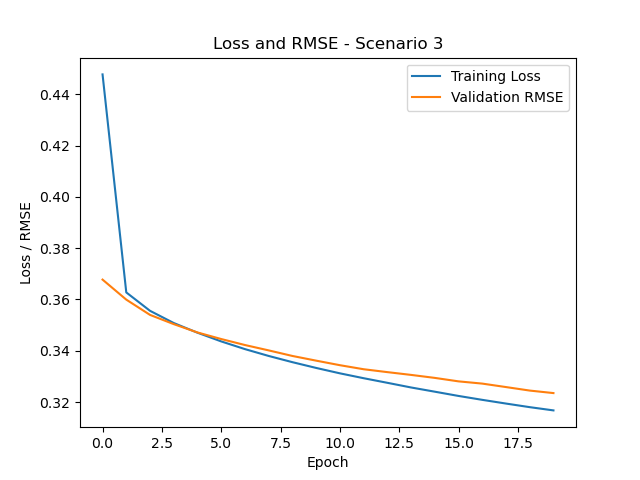 Loss and RMSE - Scenario 3
Training Loss
Validation RMSE
0.44
0.42
0.40
0.38
0.36
0.34
0.32
Loss / RMSE
0.0 2.5 5.0 7.5 10.0 12.5 15.0 17.5
Epoch